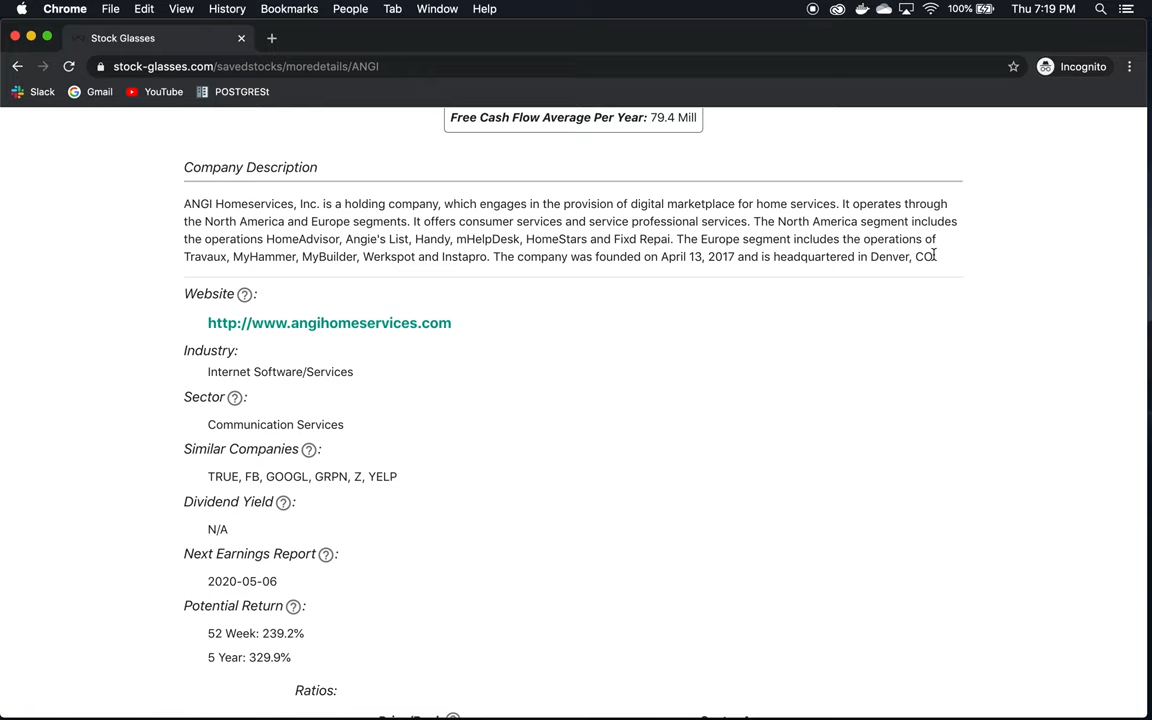 Chrome File Edit View History Bookmarks People Tab Window Help 100% Thu 7:19 PM
Stock Glasses
stock-glasses.com/savedstocks/moredetails/ANGI Incognito
Slack Gmail YouTube POSTGRESt
Free Cash Flow Average Per Year: 79.4 Mill
Company Description
ANGI Homeservices, Inc. is a holding company, which engages in the provision of digital marketplace for home services. It operates through
the North America and Europe segments. It offers consumer services and service professional services. The North America segment includes
the operations HomeAdvisor, Angie's List, Handy, mHelpDesk, HomeStars and Fixd Repai. The Europe segment includes the operations of
Travaux, MyHammer, MyBuilder, Werkspot and Instapro. The company was founded on April 13, 2017 and is headquartered in Denver, CO.
Website ?:
http://www.angihomeservices.com
Industry:
Internet Software/Services
Sector ?:
Communication Services
Similar Companies ?:
TRUE, FB, GOOGL, GRPN, Z, YELP
Dividend Yield ?:
N/A
Next Earnings Report ?:
2020-05-06
Potential Return ?:
52 Week: 239.2%
5 Year: 329.9%
Ratios: